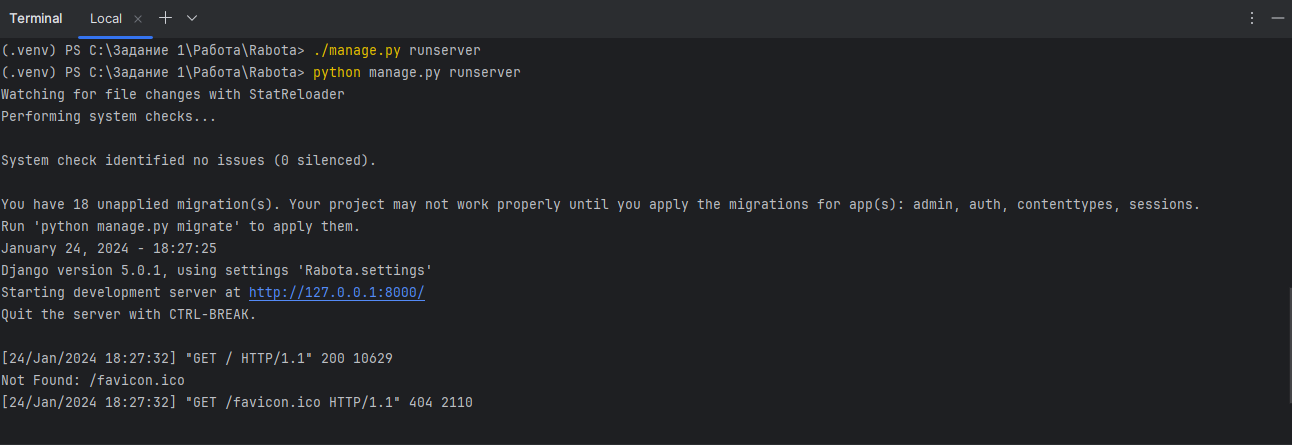 Terminal Local
(.venv) PS C:\Задание 1\Работа\Rabota> ./manage.py runserver
(.venv) PS C:\Задание 1\Работа\Rabota> python manage.py runserver
Watching for file changes with StatReloader
Performing system checks...
System check identified no issues (0 silenced).
You have 18 unapplied migration(s). Your project may not work properly until you apply the migrations for app(s): admin, auth, contenttypes, sessions.
Run 'python manage.py migrate' to apply them.
January 24, 2024 - 18:27:25
Django version 5.0.1, using settings 'Rabota.settings'
Starting development server at http://127.0.0.1:8000/
Quit the server with CTRL-BREAK.
[24/Jan/2024 18:27:32] "GET / HTTP/1.1" 200 10629
Not Found: /favicon.ico
[24/Jan/2024 18:27:32] "GET /favicon.ico HTTP/1.1" 404 2110